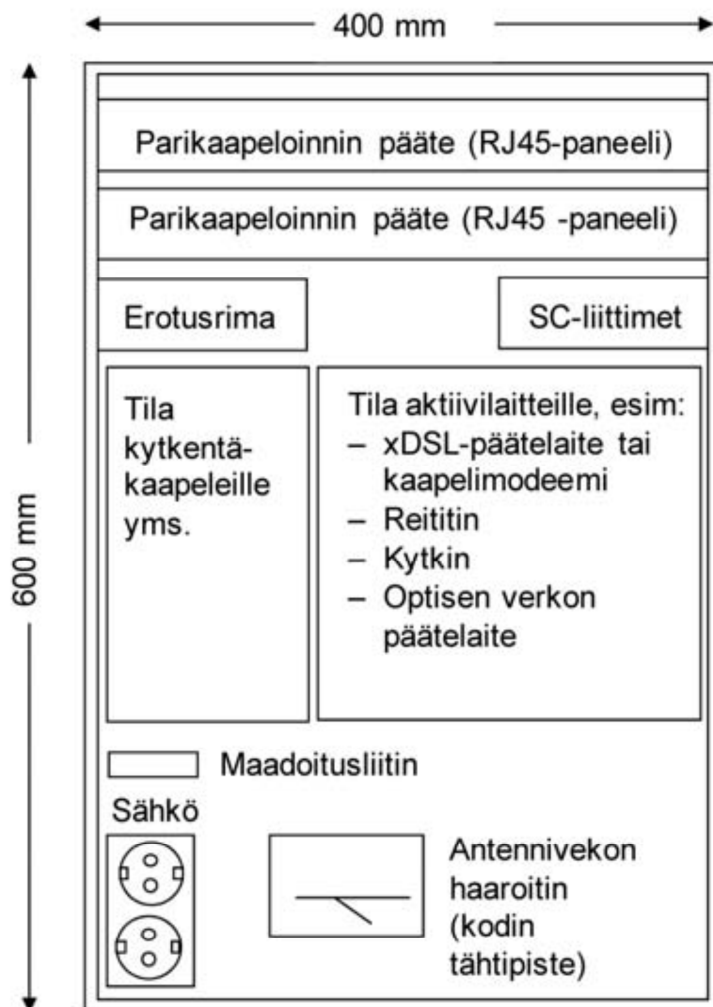 400 mm
600 mm
Parikaapeloinnin pääte (RJ45-paneeli)
Parikaapeloinnin pääte (RJ45 -paneeli)
Erotusrima
SC-liittimet
Tila
kytkentä-
kaapeleille
yms.
Tila aktiivilaitteille, esim:
– xDSL-päätelaite tai
kaapelimodeemi
– Reititin
– Kytkin
– Optisen verkon
päätelaite
Maadoitusliitin
Sähkö
Antennivekon
haaroitin
(kodin
tähtipiste)